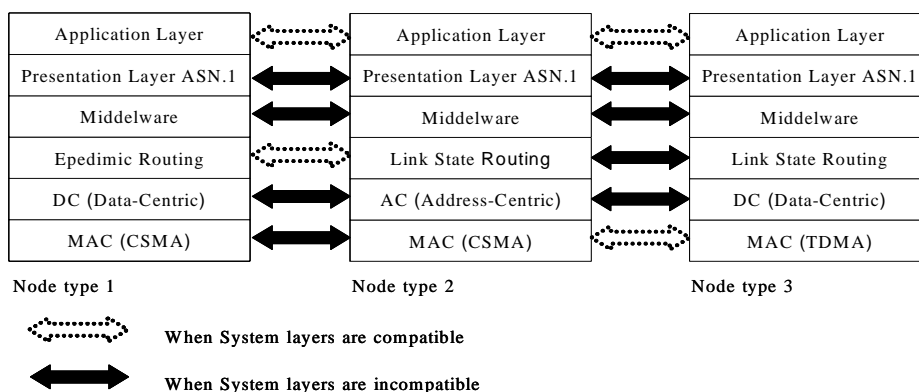 Application Layer Application Layer Application Layer
Presentation Layer ASN.1 Presentation Layer ASN.1 Presentation Layer ASN.1
Middelware Middelware Middelware
Epedimic Routing Link State Routing Link State Routing
DC (Data-Centric) AC (Address-Centric) DC (Data-Centric)
MAC (CSMA) MAC (CSMA) MAC (TDMA)
Node type 1 Node type 2 Node type 3
When System layers are compatible
When System layers are incompatible